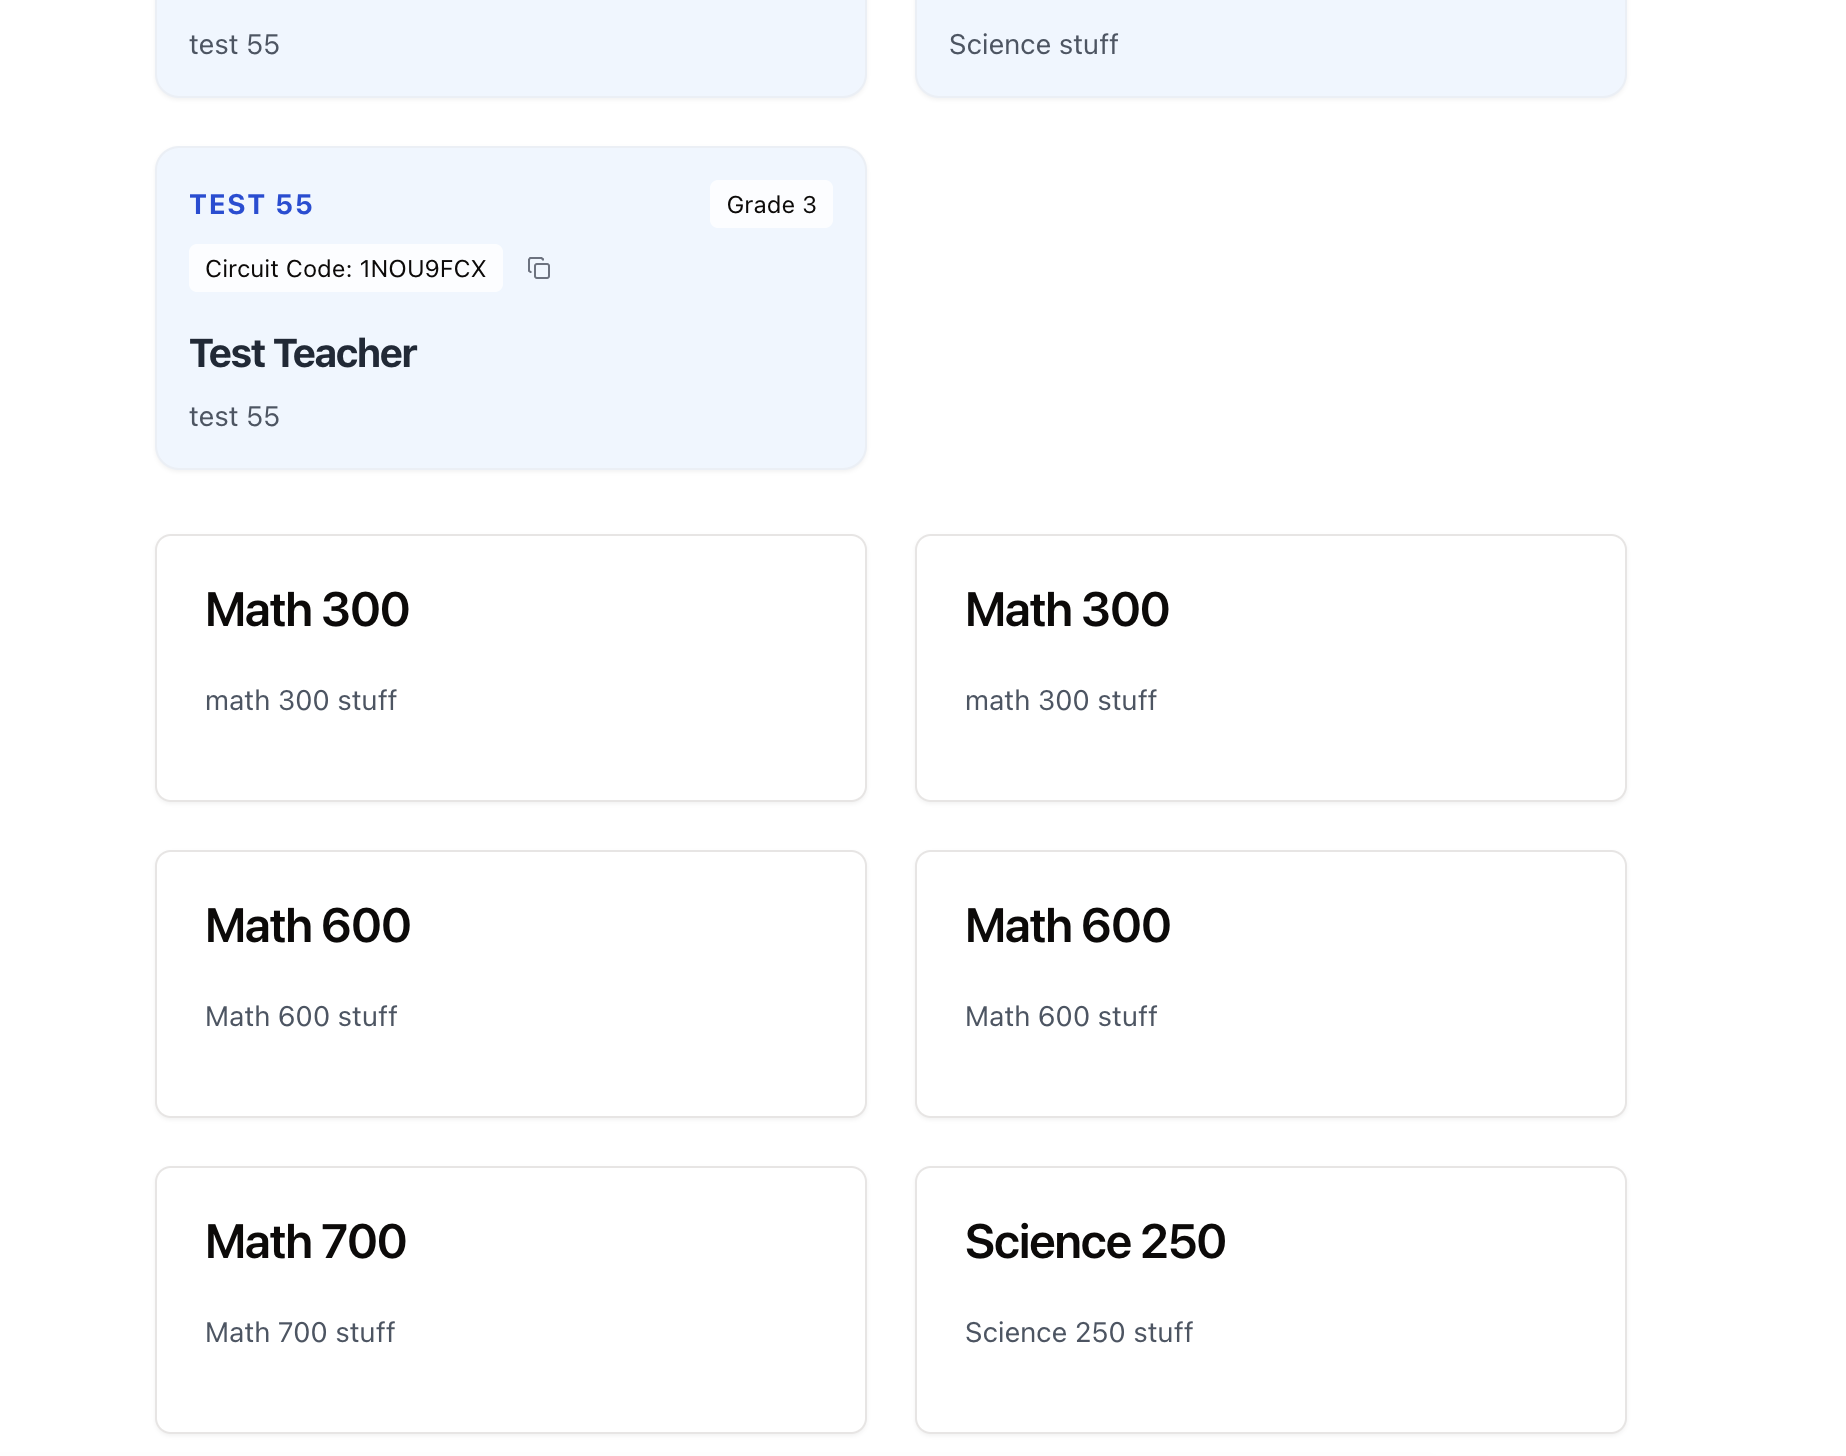 test 55
Science stuff
TEST 55
Grade 3
Circuit Code: 1NOU9FCX
Test Teacher
test 55
Math 300
math 300 stuff
Math 300
math 300 stuff
Math 600
Math 600 stuff
Math 600
Math 600 stuff
Math 700
Math 700 stuff
Science 250
Science 250 stuff